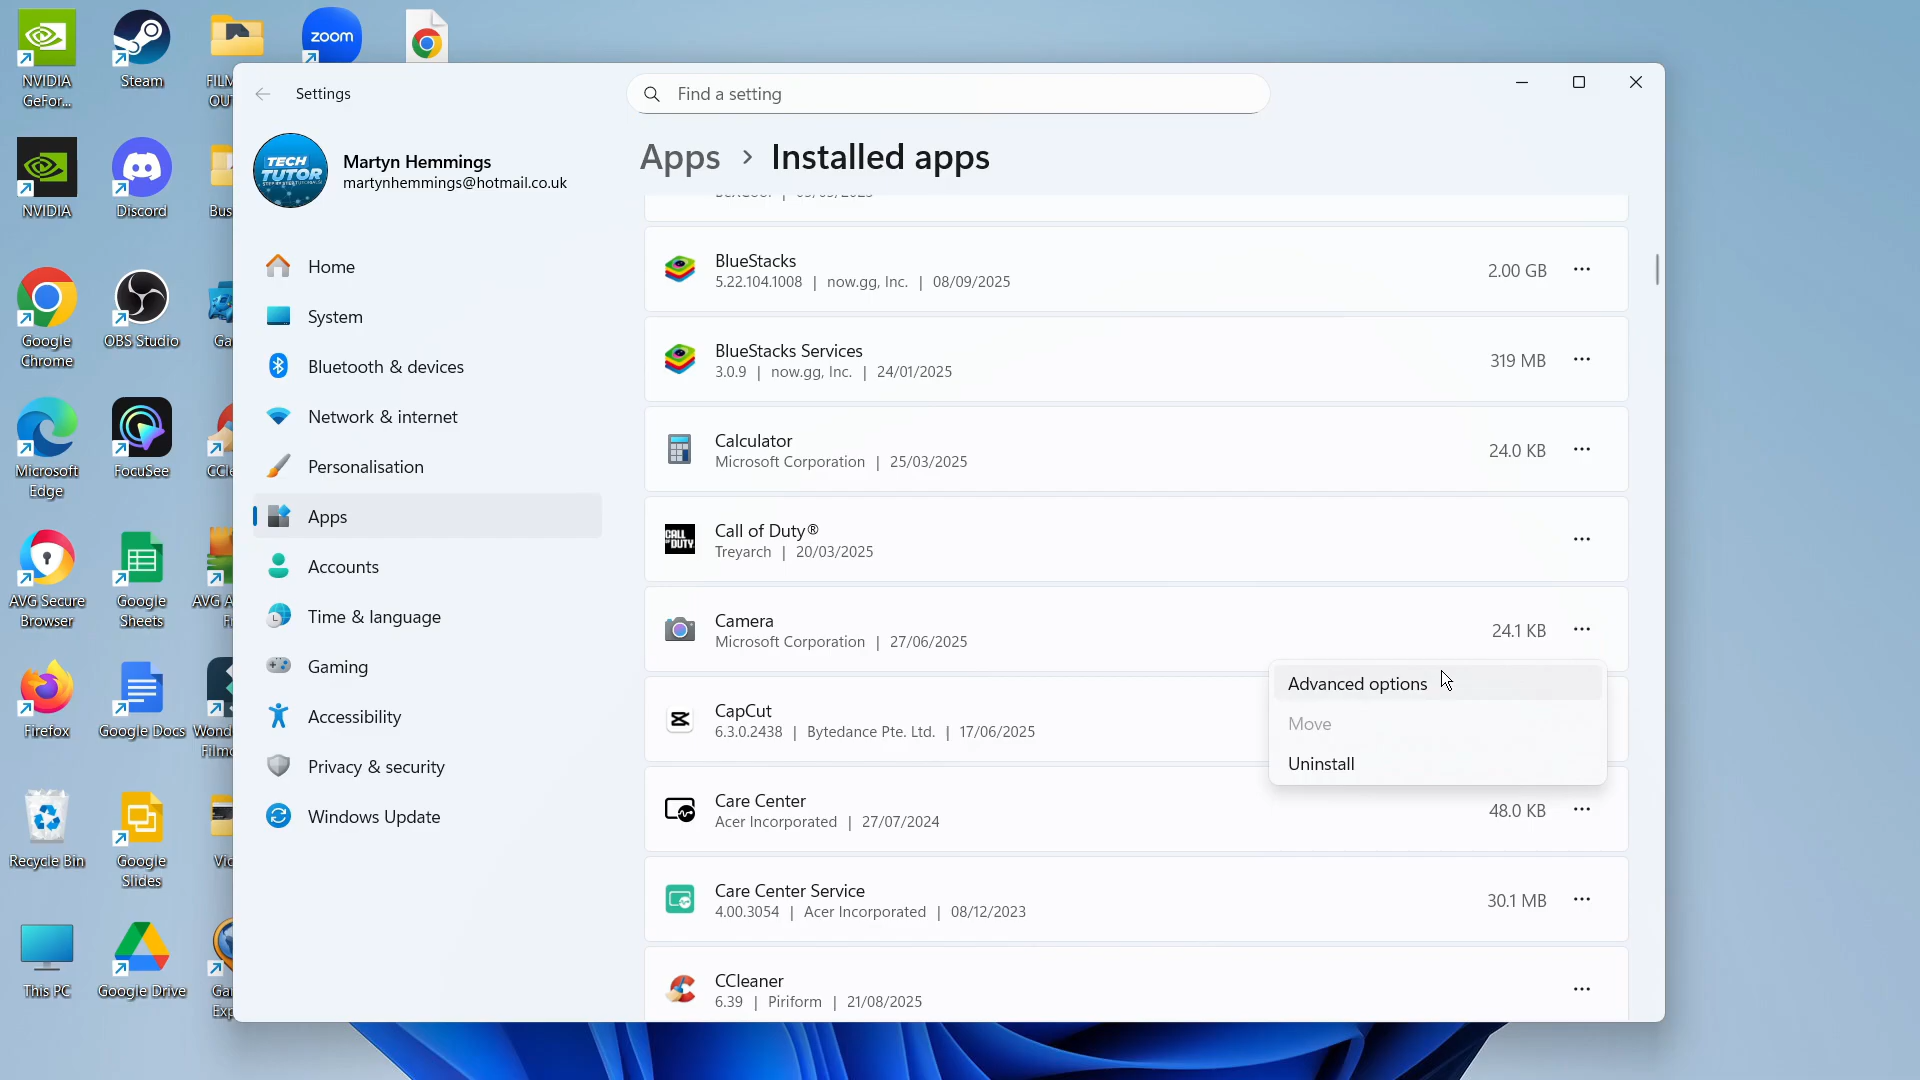 NVIDIA
GeFor...
Steam
zoom
Settings
Find a setting
TECH
TUTOR
Martyn Hemmings
martynhemmings@hotmail.co.uk
Apps > Installed apps
NVIDIA
Discord
Google
Chrome
OBS Studio
Microsoft
Edge
FocuSee
AVG Secure
Browser
Google
Sheets
Firefox
Google Docs
Recycle Bin
Google
Slides
This PC
Google Drive
Home
System
Bluetooth & devices
Network & internet
Personalisation
Apps
Accounts
Time & language
Gaming
Accessibility
Privacy & security
Windows Update
BlueStacks
5.22.104.1008 | now.gg, Inc. | 08/09/2025
2.00 GB
BlueStacks Services
3.0.9 | now.gg, Inc. | 24/01/2025
319 MB
Calculator
Microsoft Corporation | 25/03/2025
24.0 KB
CALL
OF DUTY
Call of Duty®
Treyarch | 20/03/2025
Camera
Microsoft Corporation | 27/06/2025
24.1 KB
Advanced options
Move
Uninstall
CapCut
6.3.0.2438 | Bytedance Pte. Ltd. | 17/06/2025
Care Center
Acer Incorporated | 27/07/2024
48.0 KB
Care Center Service
4.00.3054 | Acer Incorporated | 08/12/2023
30.1 MB
CCleaner
6.39 | Piriform | 21/08/2025